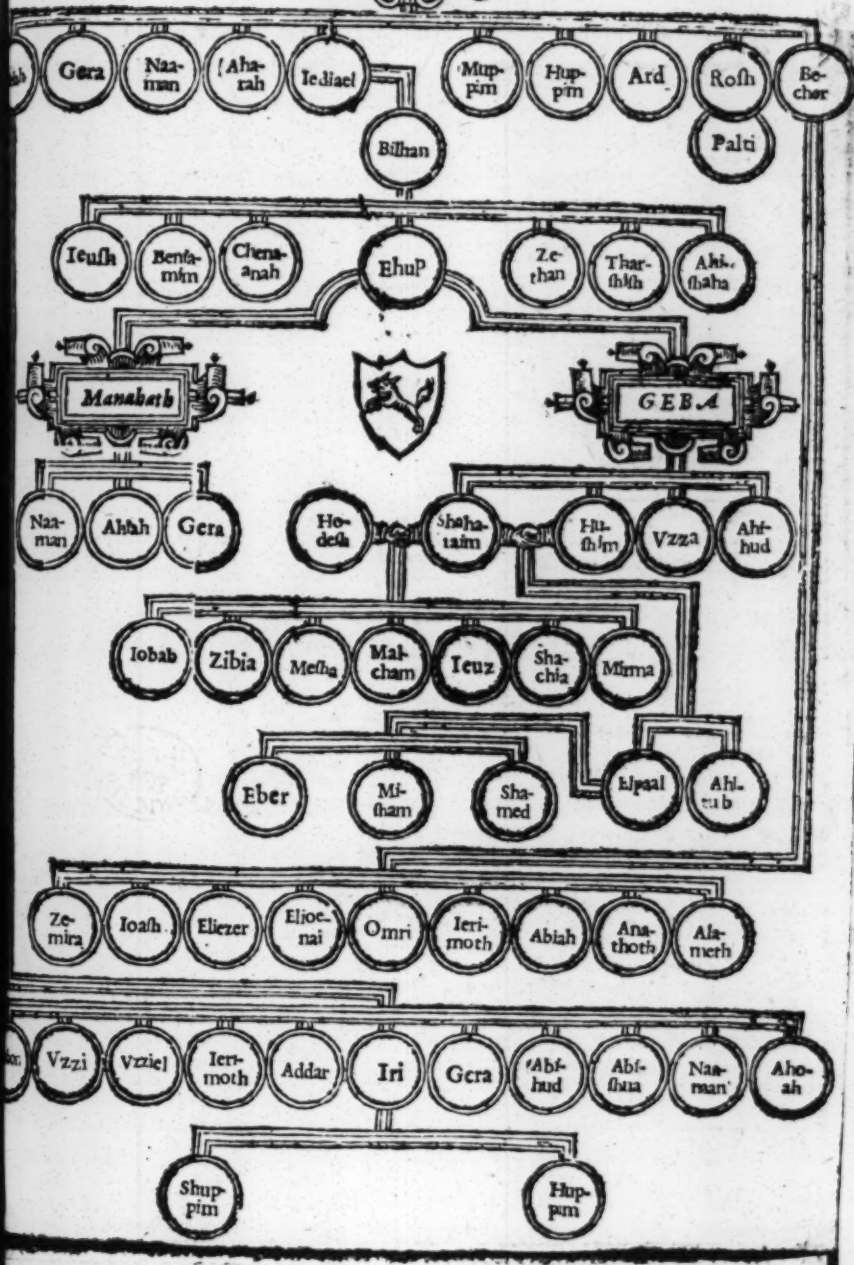 Gera
Naa-
man
Aha-
rah
Iediael
Mup-
pim
Hup-
pim
Ard
Rosh
Be-
cher
Bilhan
Palti
Ieush
Benia-
mim
Chena-
anah
Ehud
Ze-
than
Thar-
shish
Ahi-
shaha
Manahath
GEBA
Naa-
man
Ahiah
Gera
Ho-
desh
Shaha-
raim
Hu-
shim
Vzza
Ahi-
hud
Iobab
Zibia
Mesha
Mal-
cham
Ieuz
Sha-
chia
Mirma
Eber
Mi-
sham
Sha-
med
Elpaal
Ahi-
tub
Ze-
mira
Ioash
Eliezer
Elioe-
nai
Omri
Ieri-
moth
Abiah
Ana-
thoth
Ala-
meth
Vzzi
Vzziel
Ieri-
moth
Addar
Iri
Gera
Abi-
hud
Abi-
shua
Naa-
man
Aho-
ah
Shup-
pim
Hup-
pim